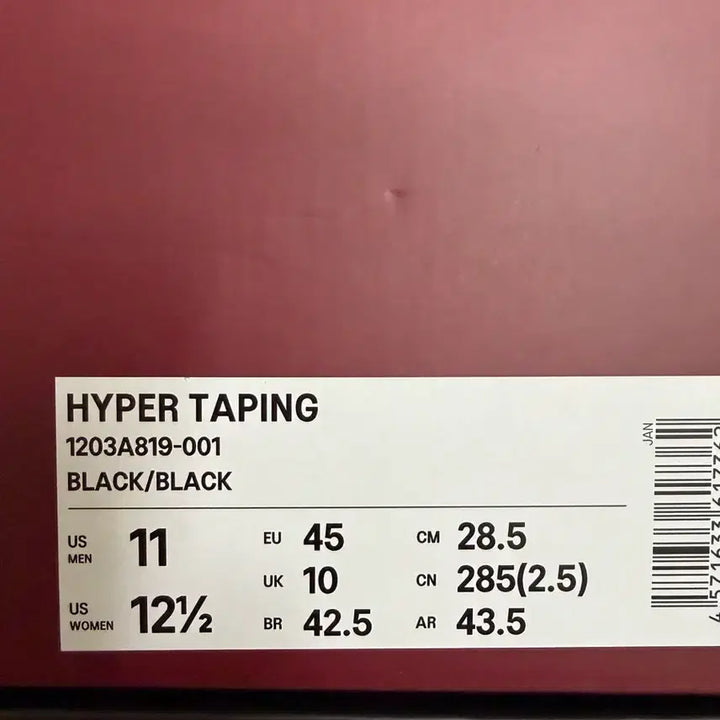 HYPER TAPING
1203A819-001
BLACK/BLACK
US MEN 11 EU 45 CM 28.5
UK 10 CN 285(2.5)
US WOMEN 12½ BR 42.5 AR 43.5
JAN